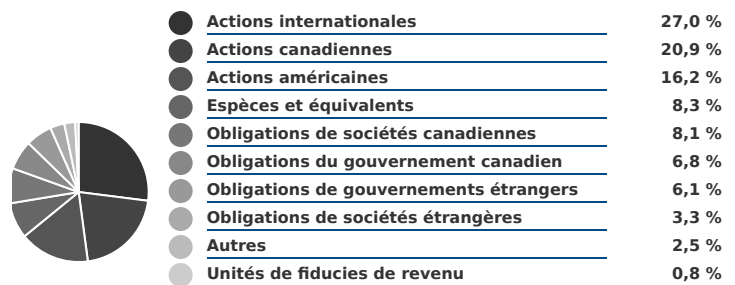 Actions internationales 27,0 %
Actions canadiennes 20,9 %
Actions américaines 16,2 %
Espèces et équivalents 8,3 %
Obligations de sociétés canadiennes 8,1 %
Obligations du gouvernement canadien 6,8 %
Obligations de gouvernements étrangers 6,1 %
Obligations de sociétés étrangères 3,3 %
Autres 2,5 %
Unités de fiducies de revenu 0,8 %